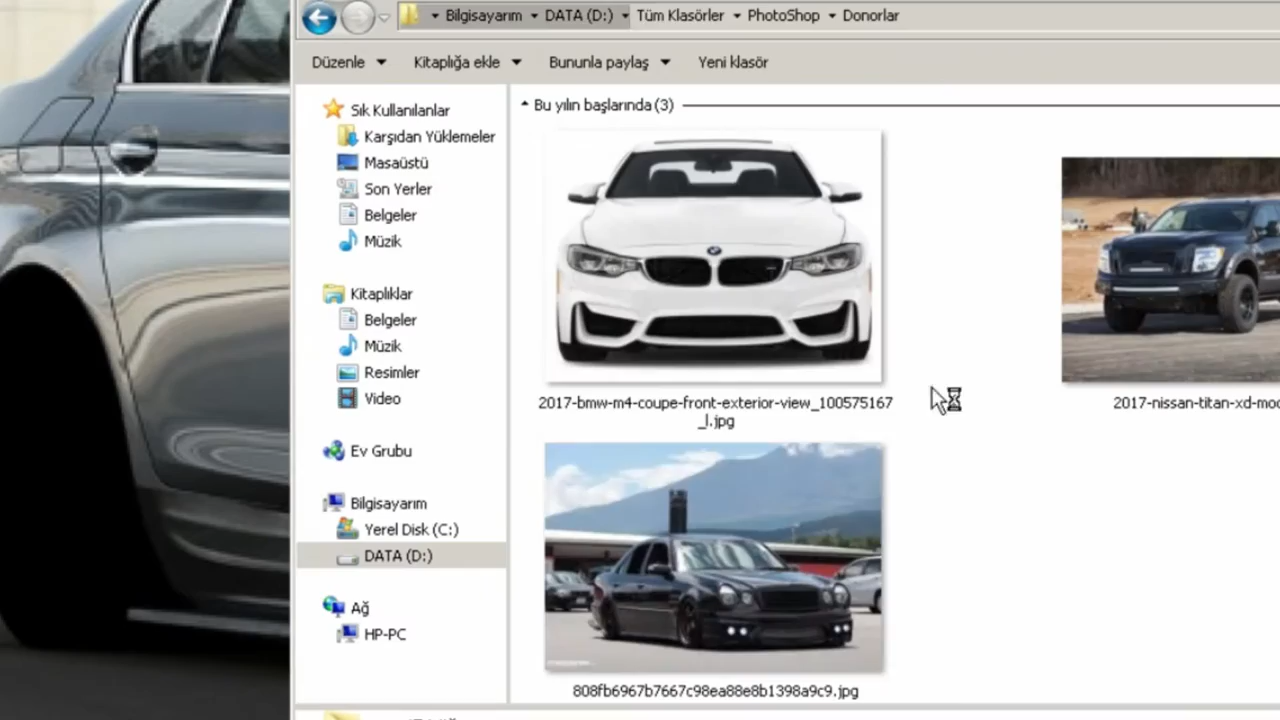 Bilgisayarım DATA (D:) Tüm Klasörler PhotoShop Donorlar
Düzenle Kitaplığa ekle Bununla paylaş Yeni klasör
Sık Kullanılanlar
Karşıdan Yüklemeler
Masaüstü
Son Yerler
Belgeler
Müzik
Kitaplıklar
Belgeler
Müzik
Resimler
Video
Ev Grubu
Bilgisayarım
Yerel Disk (C:)
DATA (D:)
Ağ
HP-PC
Bu yılın başlarında (3)
2017-bmw-m4-coupe-front-exterior-view_100575167
_l.jpg
2017-nissan-titan-xd-mo
808fb6967b7667c98ea88e8b1398a9c9.jpg